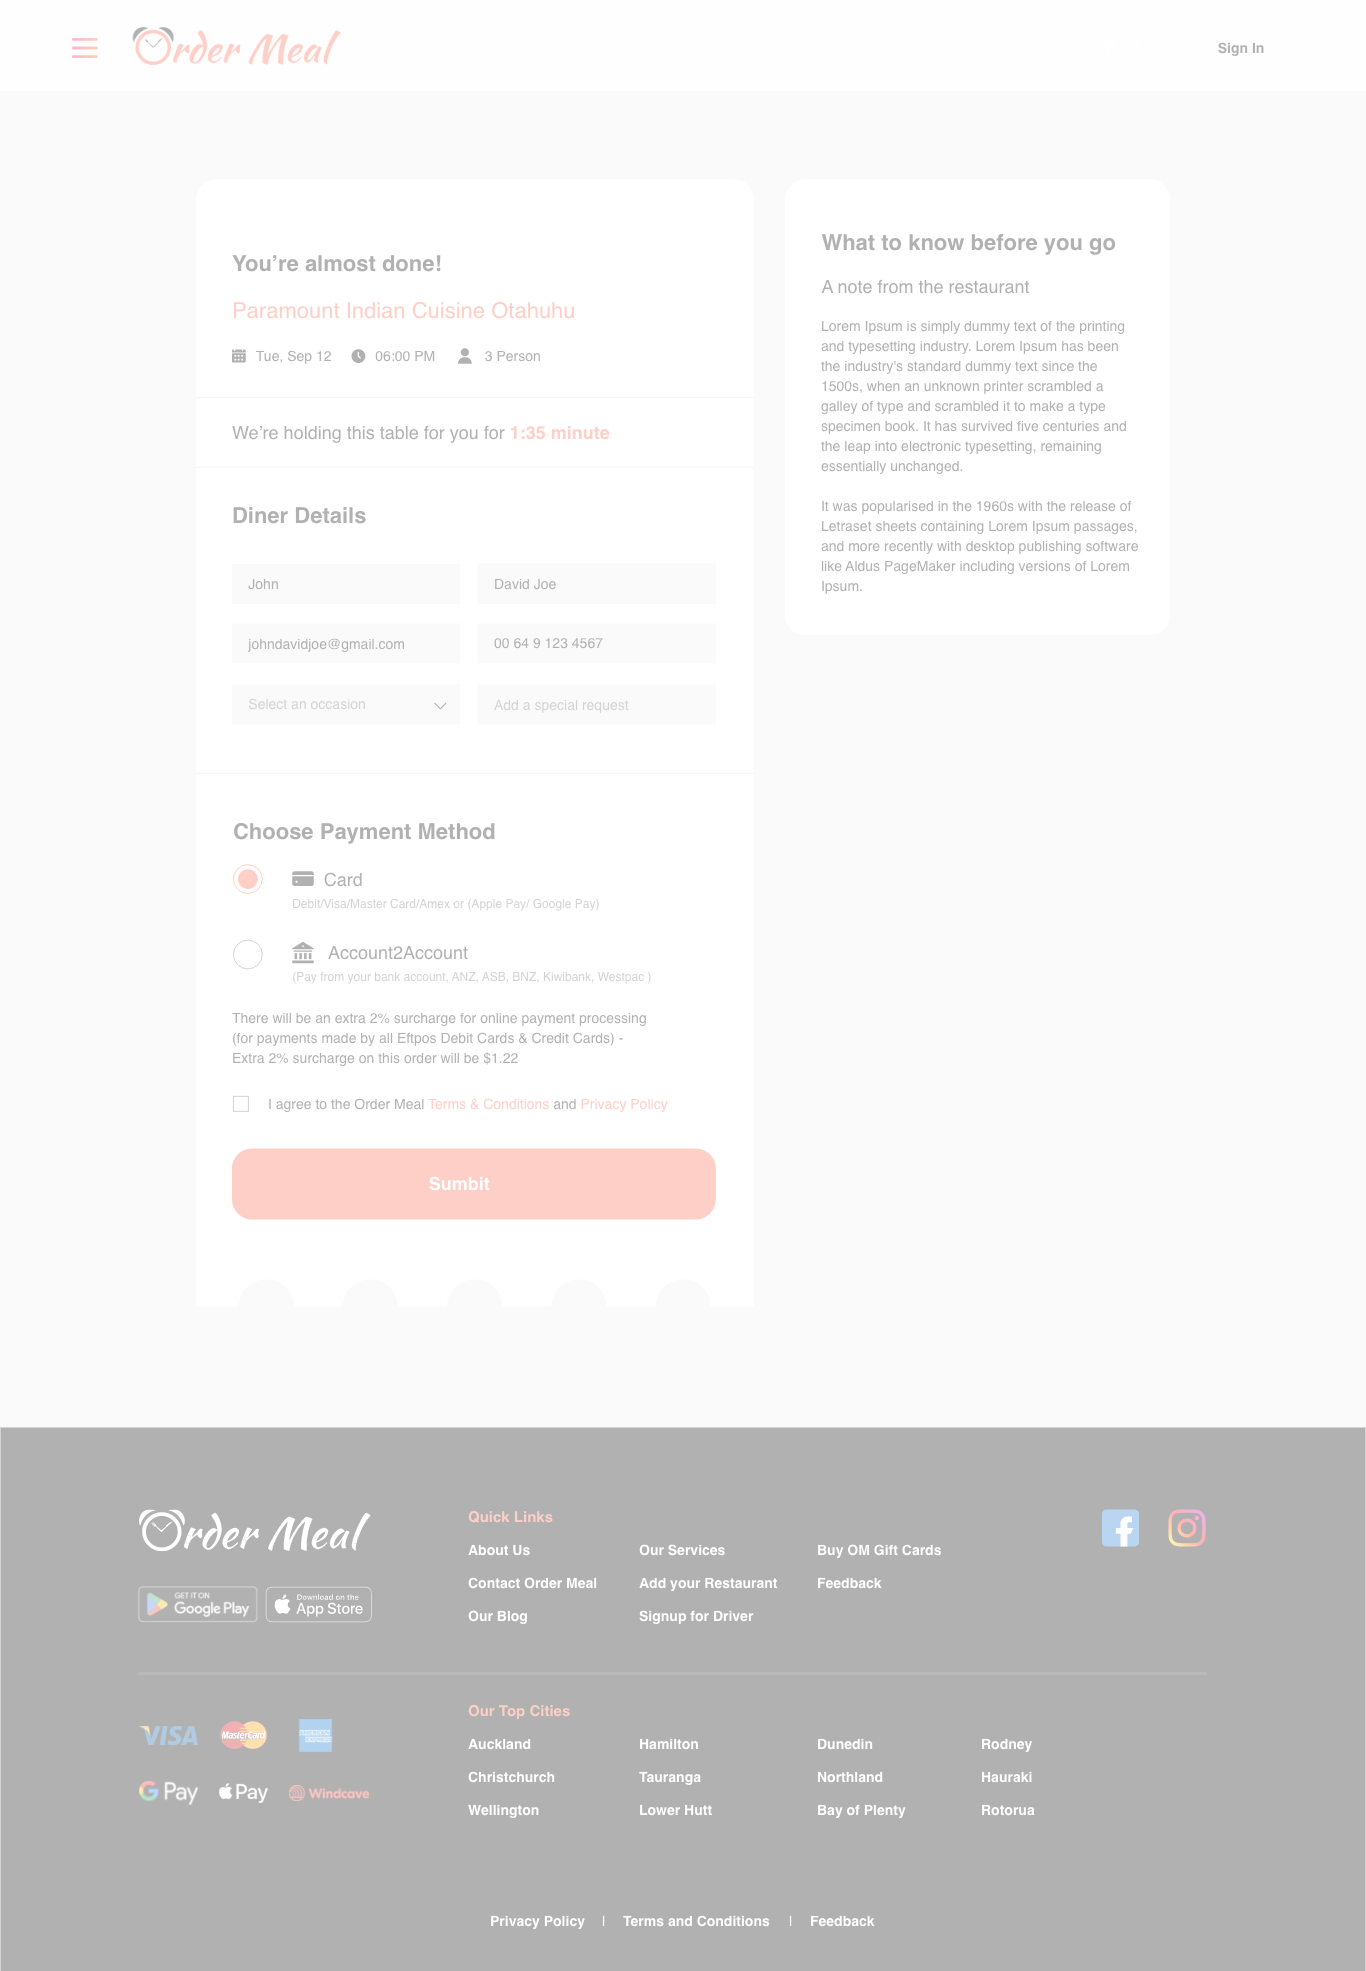 Order Meal
Sign In
You're almost done!
Paramount Indian Cuisine Otahuhu
Tue, Sep 12 06:00 PM 3 Person
We're holding this table for you for 1:35 minute
Diner Details
John David Joe
johndavidjoe@gmail.com 00 64 9 123 4567
Select an occasion Add a special request
Choose Payment Method
Card
Debit/Visa/Master Card/Amex or (Apple Pay/ Google Pay)
Account2Account
(Pay from your bank account, ANZ, ASB, BNZ, Kiwibank, Westpac )
There will be an extra 2% surcharge for online payment processing
(for payments made by all Eftpos Debit Cards & Credit Cards) -
Extra 2% surcharge on this order will be $1.22
I agree to the Order Meal Terms & Conditions and Privacy Policy
Sumbit
What to know before you go
A note from the restaurant
Lorem Ipsum is simply dummy text of the printing
and typesetting industry. Lorem Ipsum has been
the industry's standard dummy text since the
1500s, when an unknown printer scrambled a
galley of type and scrambled it to make a type
specimen book. It has survived five centuries and
the leap into electronic typesetting, remaining
essentially unchanged.
It was popularised in the 1960s with the release of
Letraset sheets containing Lorem Ipsum passages,
and more recently with desktop publishing software
like Aldus PageMaker including versions of Lorem
Ipsum.
Order Meal
GET IT ON
Google Play
Download on the
App Store
Quick Links
About Us Our Services Buy OM Gift Cards
Contact Order Meal Add your Restaurant Feedback
Our Blog Signup for Driver
VISA MasterCard AMERICAN EXPRESS
G Pay Pay Windcave
Our Top Cities
Auckland Hamilton Dunedin Rodney
Christchurch Tauranga Northland Hauraki
Wellington Lower Hutt Bay of Plenty Rotorua
Privacy Policy | Terms and Conditions | Feedback